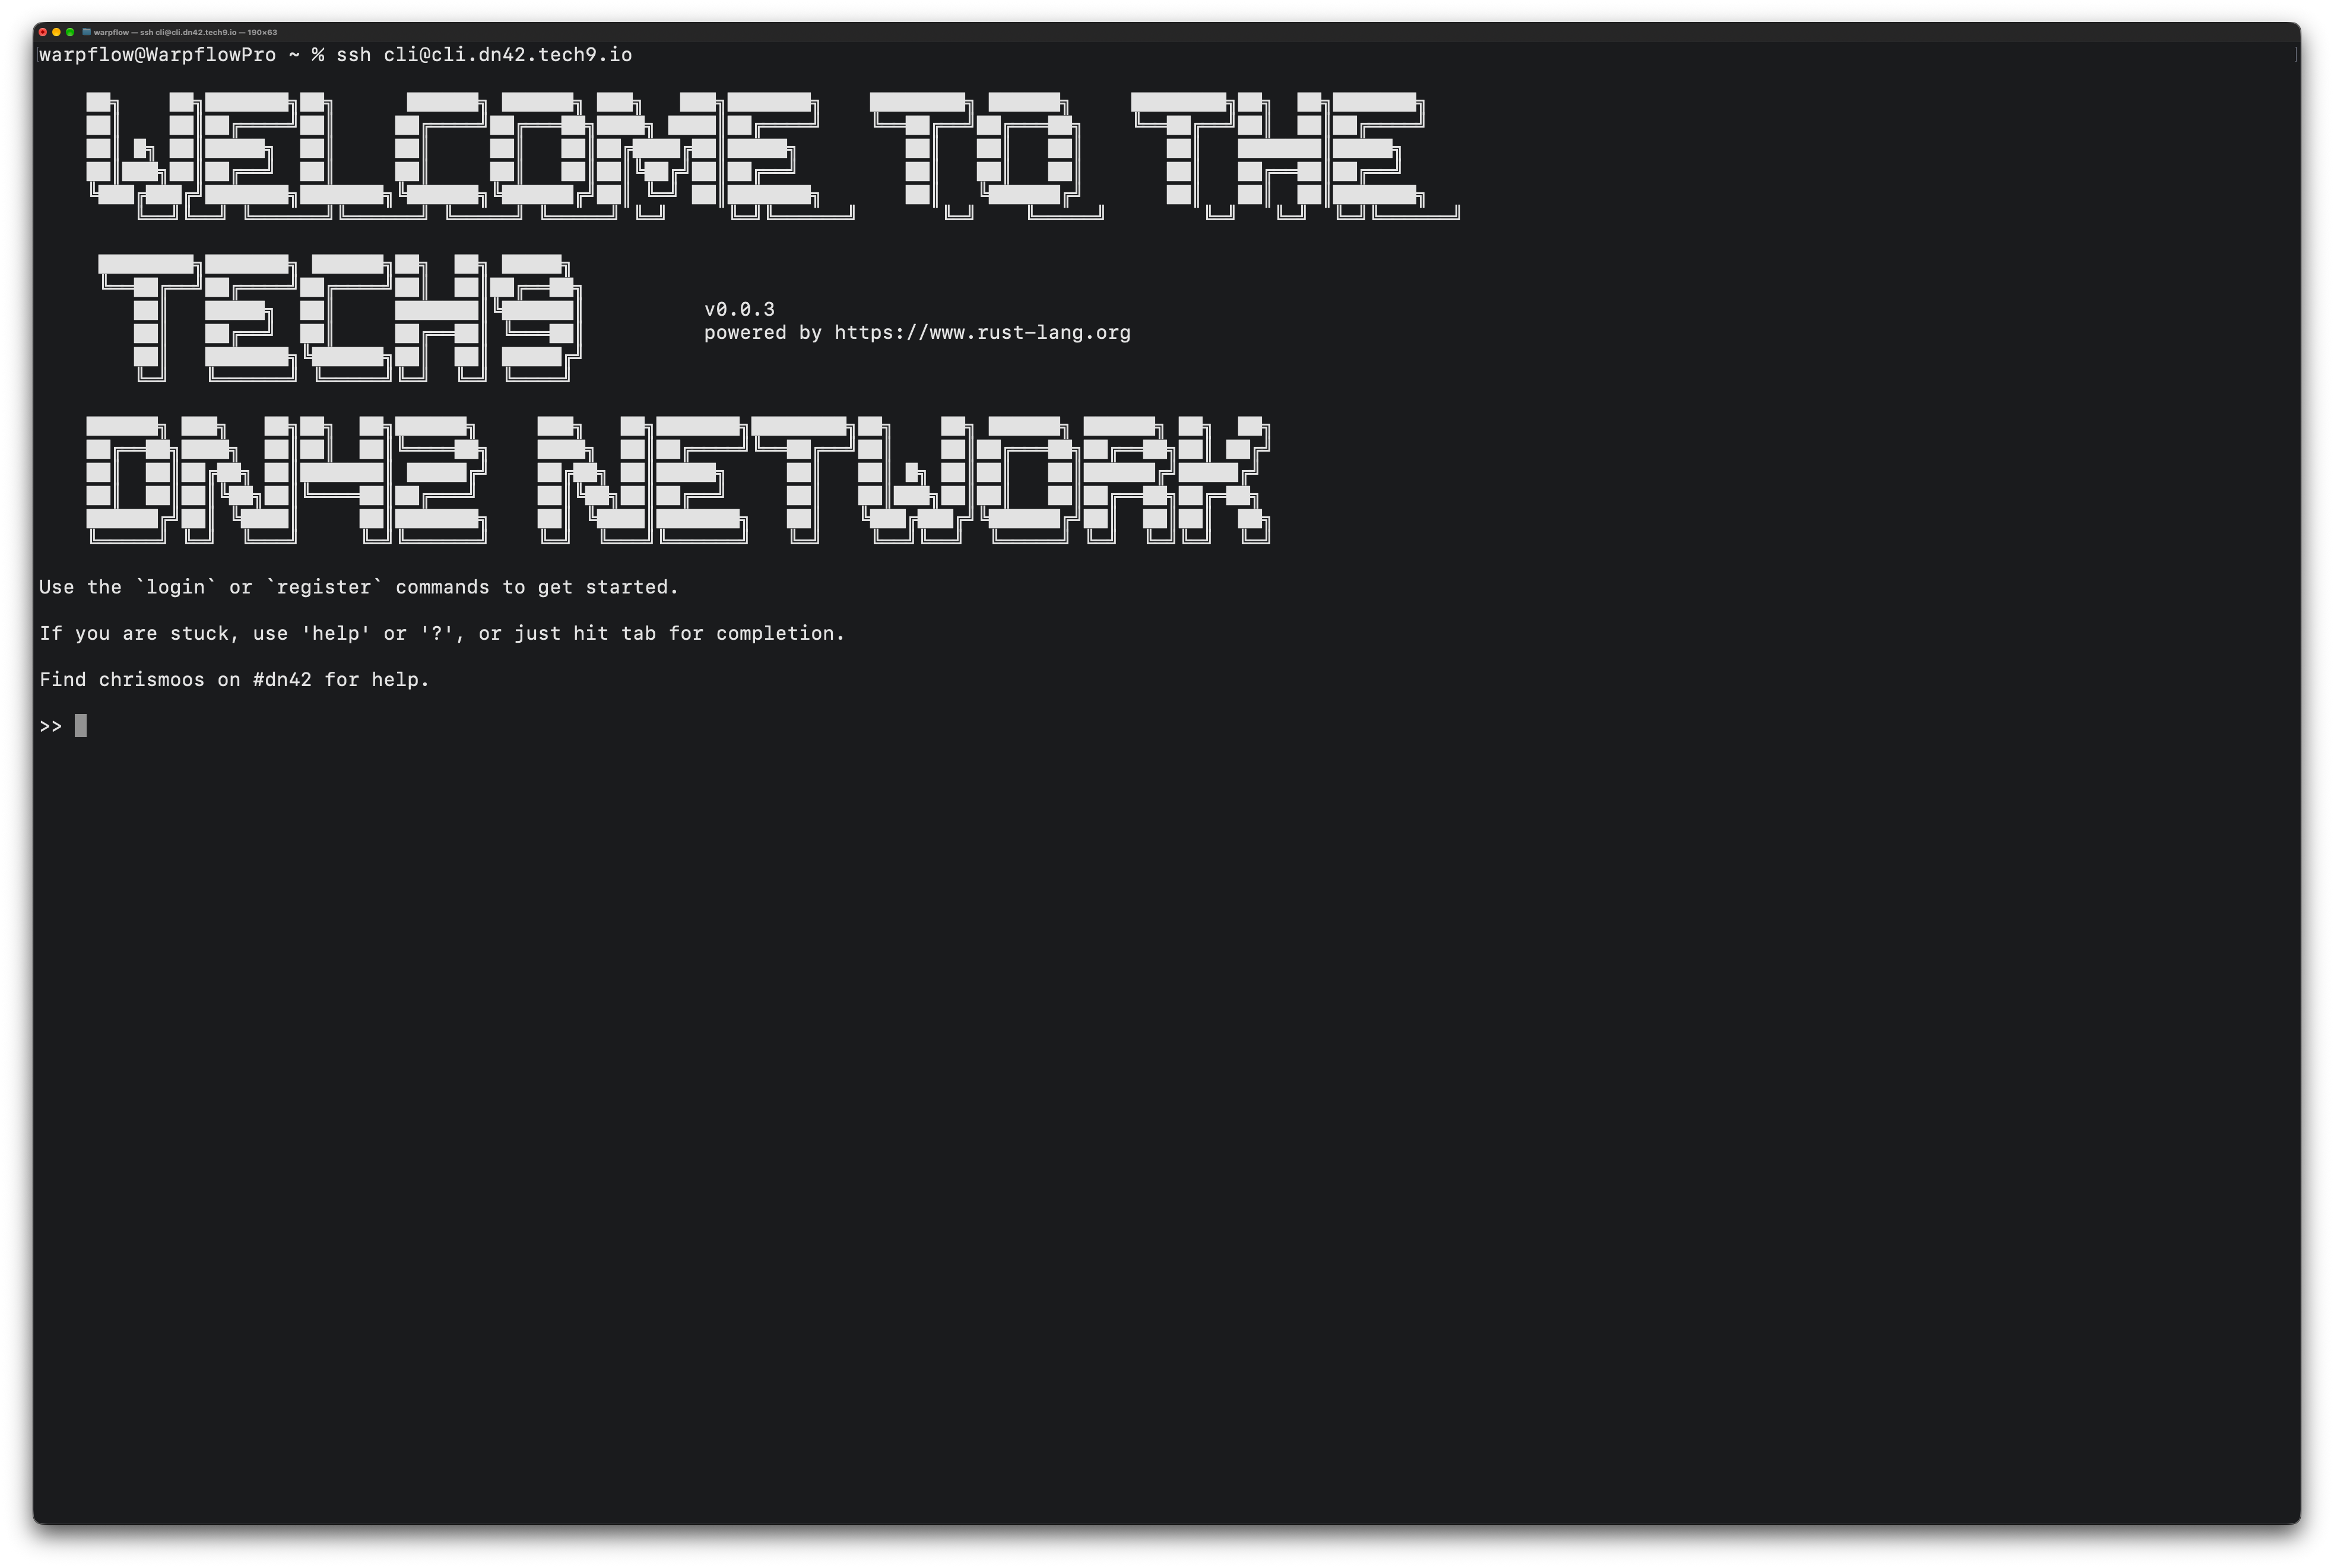 warpflow — ssh cli@cli.dn42.tech9.io — 190×63
warpflow@WarpflowPro ~ % ssh cli@cli.dn42.tech9.io
WELCOME TO THE
TECH9
v0.0.3
powered by https://www.rust-lang.org
DN42 NETWORK
Use the `login` or `register` commands to get started.
If you are stuck, use 'help' or '?', or just hit tab for completion.
Find chrismoos on #dn42 for help.
>>